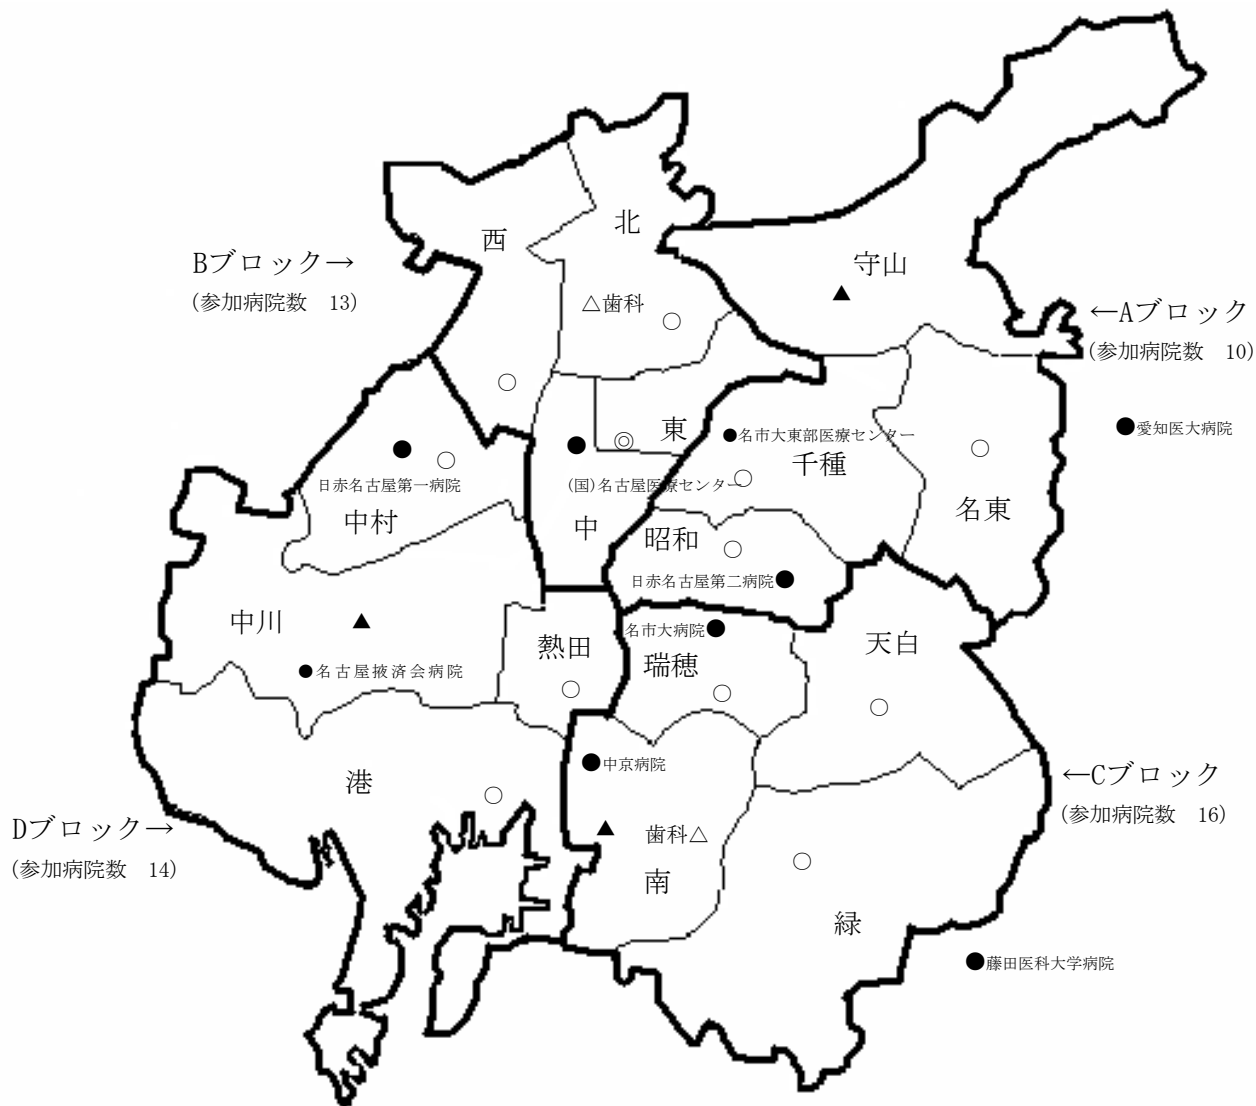 北
西
守山
Bブロック→
(参加病院数 13)
△歯科
▲
○
←Aブロック
(参加病院数 10)
○
東
◎
●
●
○
●名市大東部医療センター
●愛知医大病院
千種
○
○
日赤名古屋第一病院
(国)名古屋医療センター
名東
中村
中
昭和
○
日赤名古屋第二病院●
中川
▲
熱田
名市大病院●
天白
瑞穂
●名古屋掖済会病院
○
○
○
港
●中京病院
←Cブロック
(参加病院数 16)
○
Dブロック→
(参加病院数 14)
▲
歯科△
○
南
緑
●藤田医科大学病院